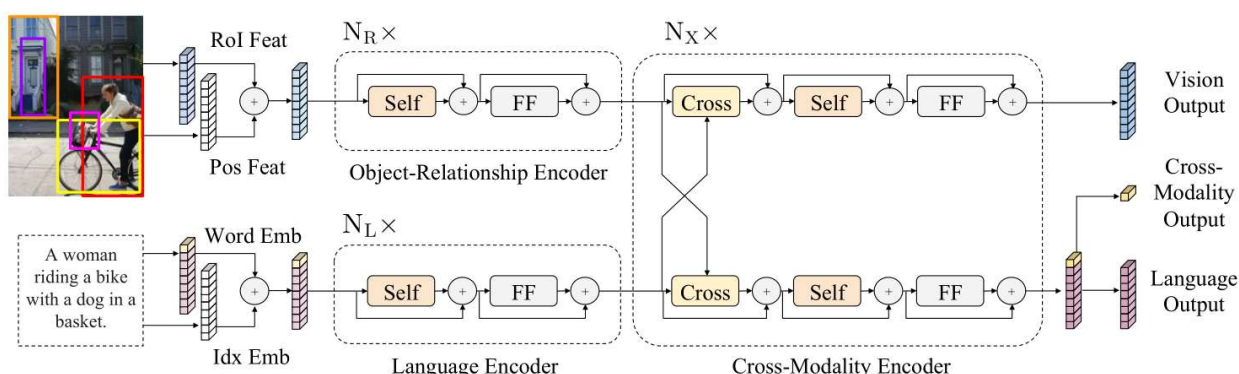 RoI Feat
+
Pos Feat
N_R ×
Self
+
FF
+
Object-Relationship Encoder
N_X ×
Cross
+
Self
+
FF
+
Vision
Output
Cross-
Modality
Output
A woman
riding a bike
with a dog in a
basket.
Word Emb
+
Idx Emb
N_L ×
Self
+
FF
+
Language Encoder
Cross
+
Self
+
FF
+
Cross-Modality Encoder
Language
Output